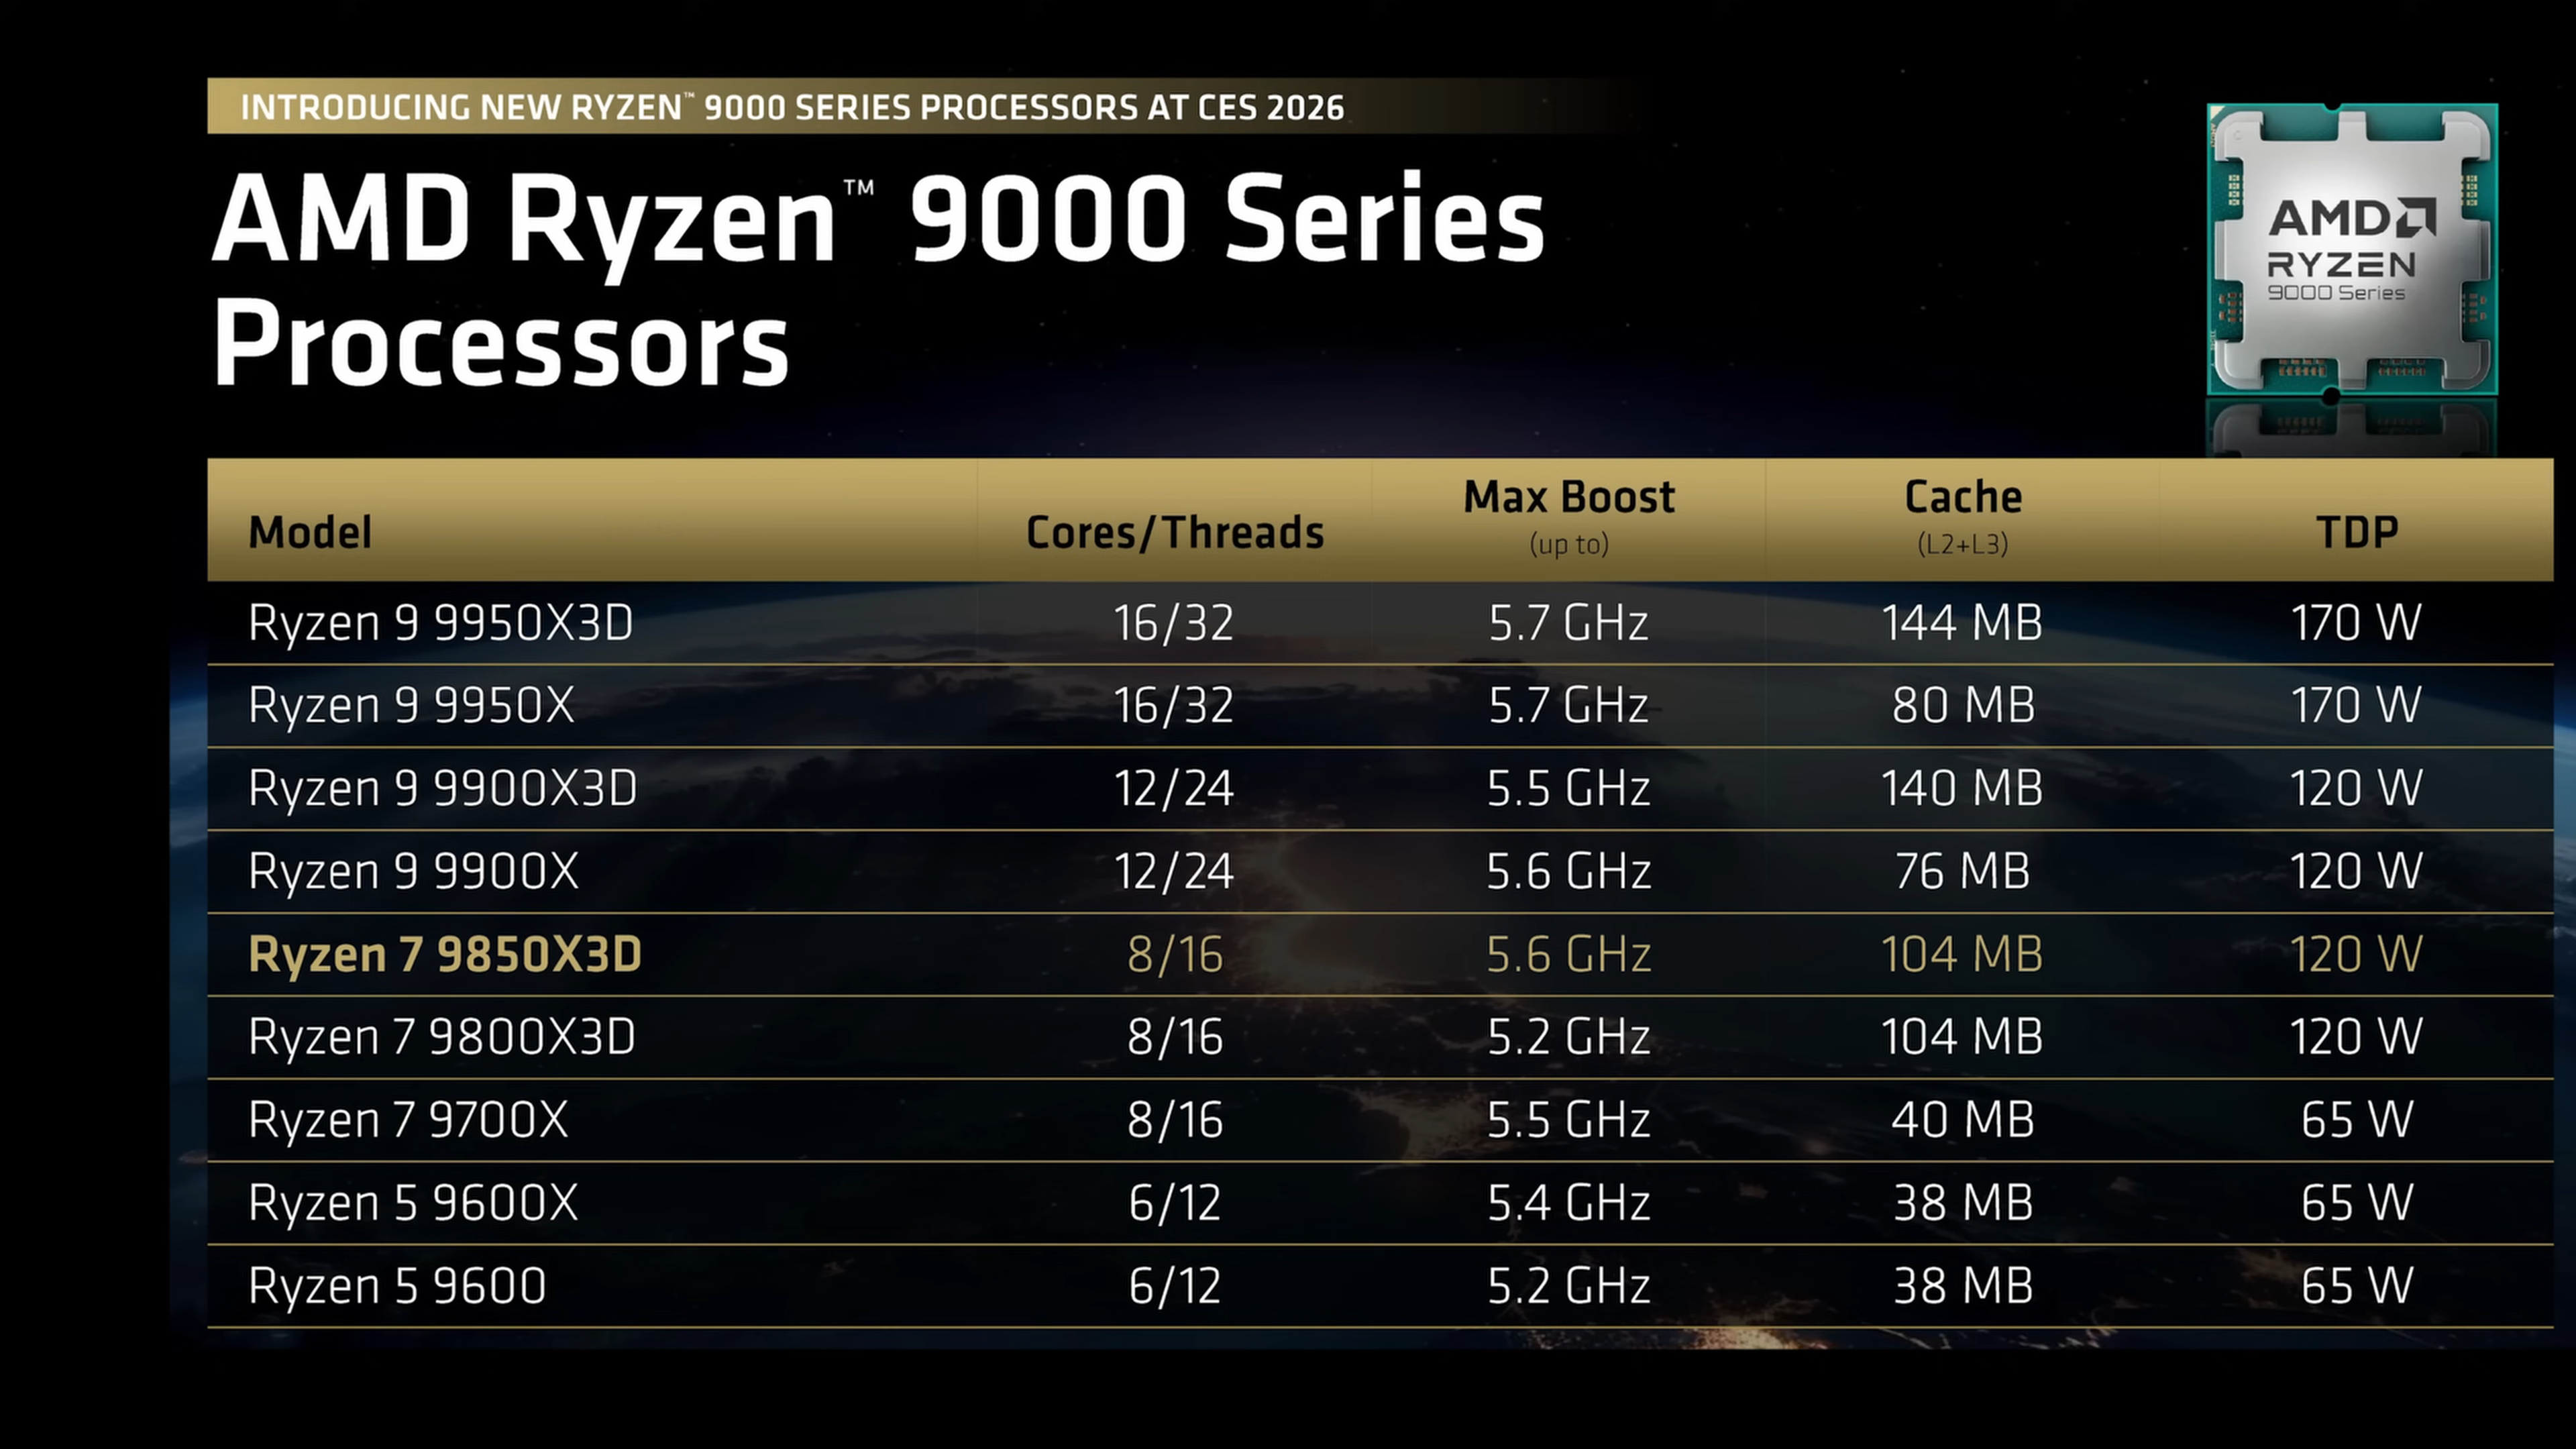 INTRODUCING NEW RYZEN™ 9000 SERIES PROCESSORS AT CES 2026
AMD Ryzen™ 9000 Series
Processors
AMD
RYZEN
9000 Series
Model Cores/Threads Max Boost (up to) Cache (L2+L3) TDP
Ryzen 9 9950X3D 16/32 5.7 GHz 144 MB 170 W
Ryzen 9 9950X 16/32 5.7 GHz 80 MB 170 W
Ryzen 9 9900X3D 12/24 5.5 GHz 140 MB 120 W
Ryzen 9 9900X 12/24 5.6 GHz 76 MB 120 W
Ryzen 7 9850X3D 8/16 5.6 GHz 104 MB 120 W
Ryzen 7 9800X3D 8/16 5.2 GHz 104 MB 120 W
Ryzen 7 9700X 8/16 5.5 GHz 40 MB 65 W
Ryzen 5 9600X 6/12 5.4 GHz 38 MB 65 W
Ryzen 5 9600 6/12 5.2 GHz 38 MB 65 W